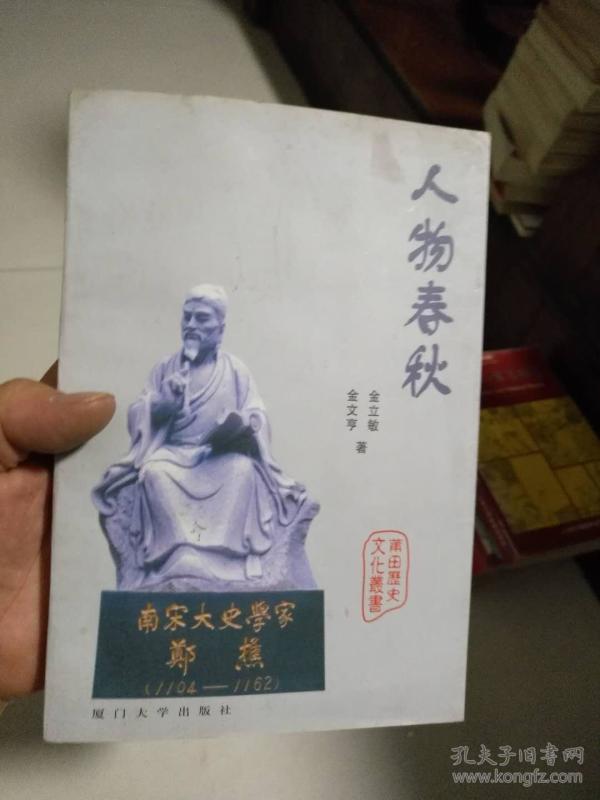 人物春秋
金立敏
金文亨 著
莆田歷史
文化叢書
南宋大史學家
鄭樵
(1104——1162)
厦门大学出版社
孔夫子旧书网
www.kongfz.com